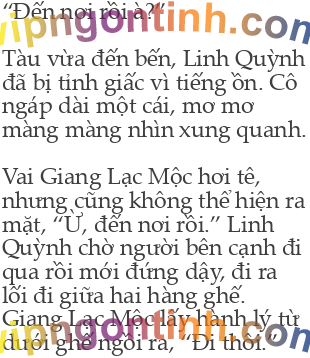 “Đến nơi rồi à?”
vipngontinh.com
Tàu vừa đến bến, Linh Quỳnh
đã bị tỉnh giấc vì tiếng ồn. Cô
ngáp dài một cái, mơ mơ
màng màng nhìn xung quanh.
Vai Giang Lạc Mộc hơi tê,
nhưng cũng không thể hiện ra
mặt, “Ừ, đến nơi rồi.” Linh
Quỳnh chờ người bên cạnh đi
qua rồi mới đứng dậy, đi ra
lối đi giữa hai hàng ghế.
Giang Lạc Mộc lấy hành lý từ
dưới ghế ngồi ra, “Đi thôi.”
vipngontinh.com